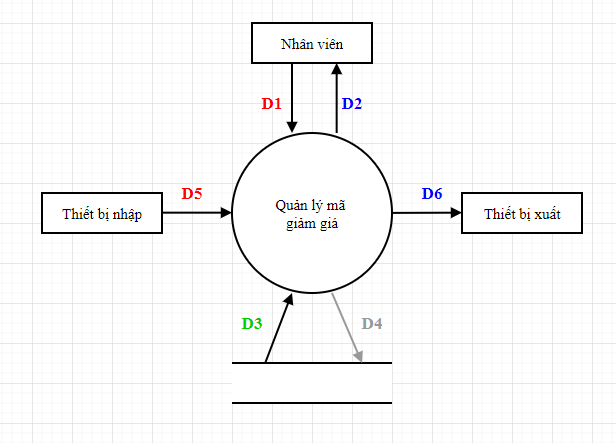 Nhân viên
D1
D2
Thiết bị nhập
D5
Quản lý mã
giảm giá
D6
Thiết bị xuất
D3
D4